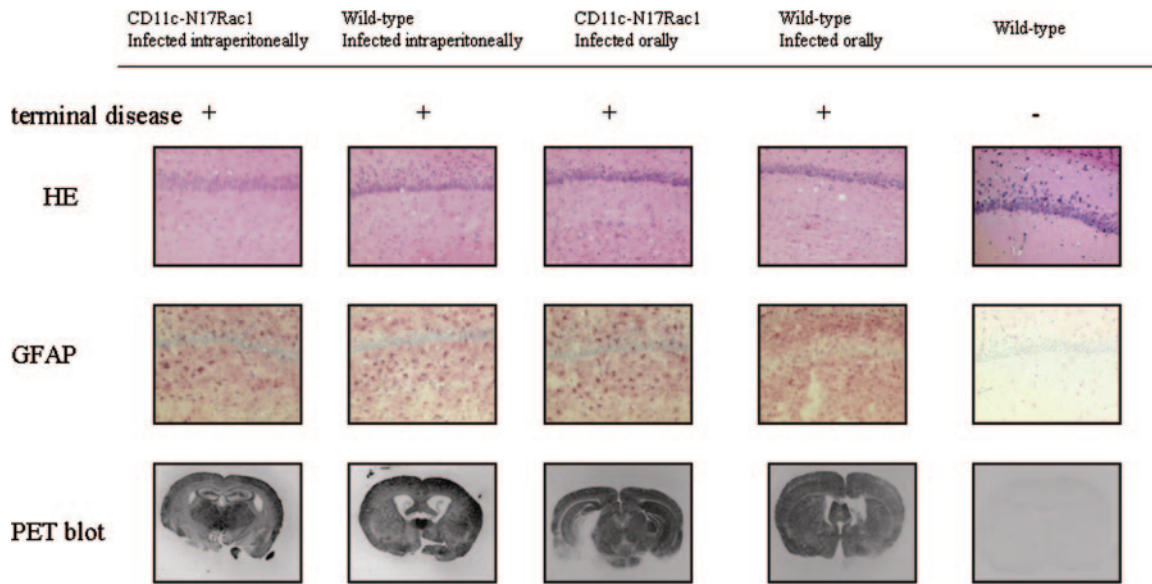 CD11c-N17Rac1
Infected intraperitoneally
Wild-type
Infected intraperitoneally
CD11c-N17Rac1
Infected orally
Wild-type
Infected orally
Wild-type
terminal disease + + + + -
HE
GFAP
PET blot